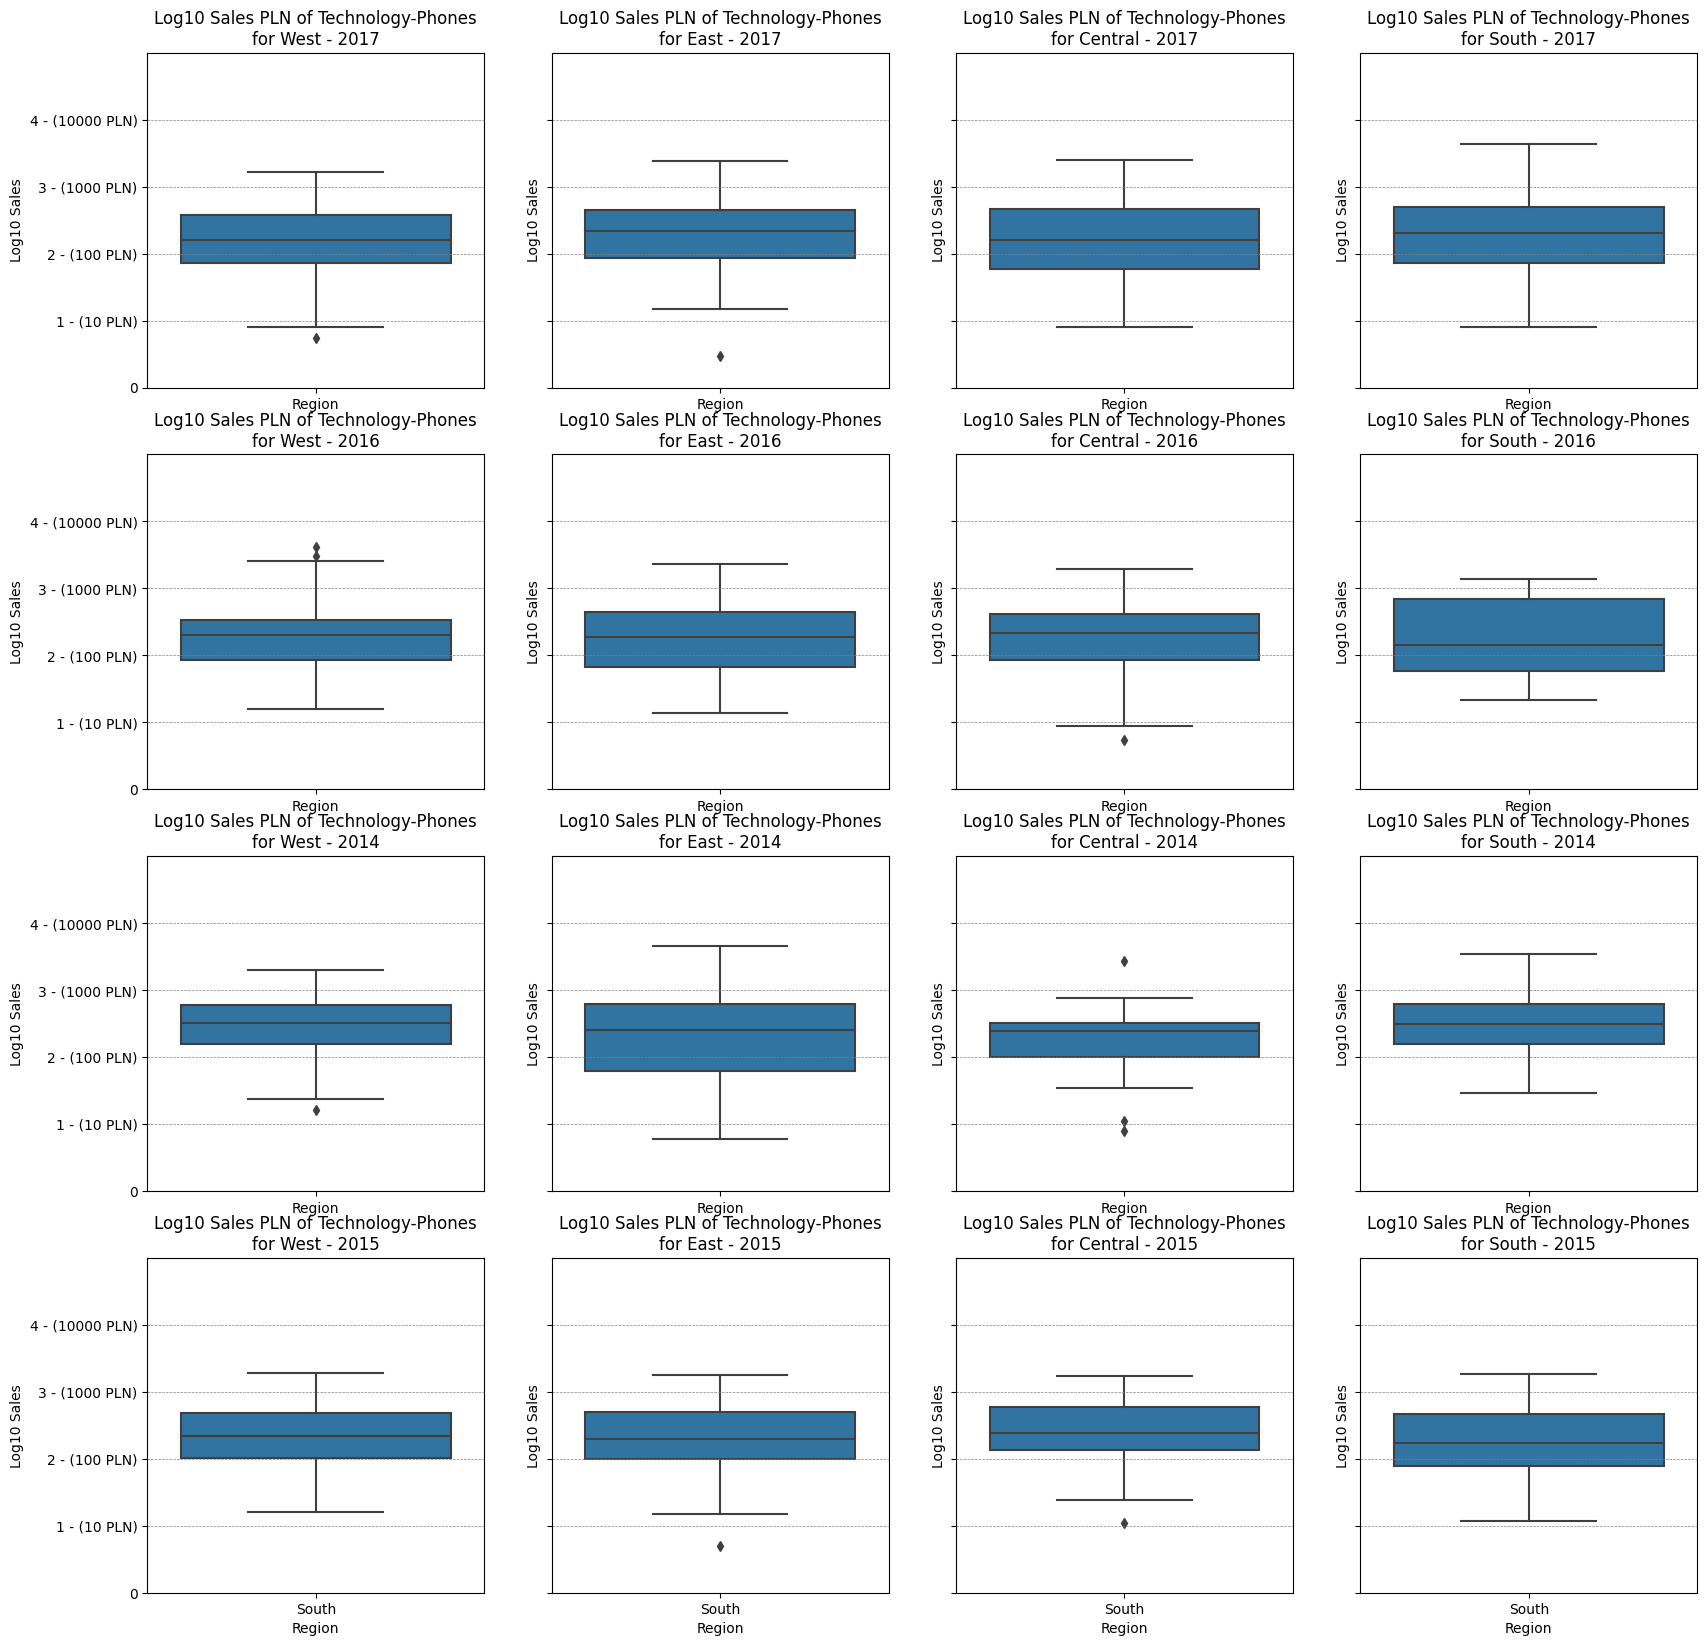 Log10 Sales PLN of Technology-Phones
for West - 2017
Log10 Sales PLN of Technology-Phones
for East - 2017
Log10 Sales PLN of Technology-Phones
for Central - 2017
Log10 Sales PLN of Technology-Phones
for South - 2017
4 - (10000 PLN)
3 - (1000 PLN)
2 - (100 PLN)
1 - (10 PLN)
0
Log10 Sales
Log10 Sales
Log10 Sales
Log10 Sales
Region
Region
Region
Region
Log10 Sales PLN of Technology-Phones
for West - 2016
Log10 Sales PLN of Technology-Phones
for East - 2016
Log10 Sales PLN of Technology-Phones
for Central - 2016
Log10 Sales PLN of Technology-Phones
for South - 2016
4 - (10000 PLN)
3 - (1000 PLN)
2 - (100 PLN)
1 - (10 PLN)
0
Log10 Sales
Log10 Sales
Log10 Sales
Log10 Sales
Region
Region
Region
Region
Log10 Sales PLN of Technology-Phones
for West - 2014
Log10 Sales PLN of Technology-Phones
for East - 2014
Log10 Sales PLN of Technology-Phones
for Central - 2014
Log10 Sales PLN of Technology-Phones
for South - 2014
4 - (10000 PLN)
3 - (1000 PLN)
2 - (100 PLN)
1 - (10 PLN)
0
Log10 Sales
Log10 Sales
Log10 Sales
Log10 Sales
Region
Region
Region
Region
Log10 Sales PLN of Technology-Phones
for West - 2015
Log10 Sales PLN of Technology-Phones
for East - 2015
Log10 Sales PLN of Technology-Phones
for Central - 2015
Log10 Sales PLN of Technology-Phones
for South - 2015
4 - (10000 PLN)
3 - (1000 PLN)
2 - (100 PLN)
1 - (10 PLN)
0
Log10 Sales
Log10 Sales
Log10 Sales
Log10 Sales
South
Region
South
Region
South
Region
South
Region